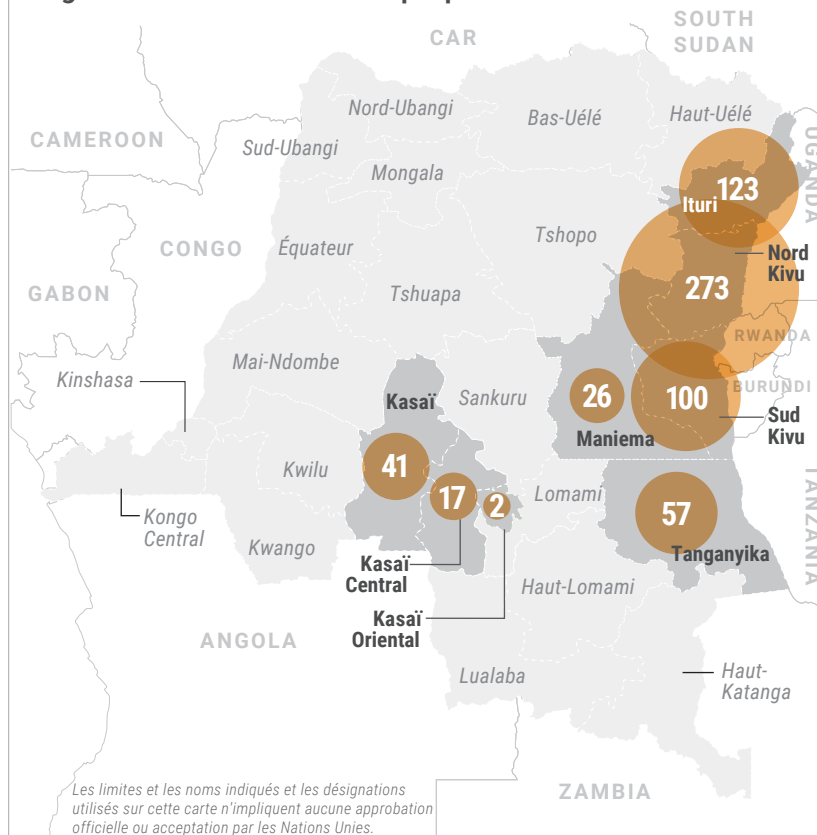 CAR
SOUTH
SUDAN
Nord-Ubangi
Bas-Uélé
Haut-Uélé
CAMEROON
Sud-Ubangi
Mongala
UGANDA
123
Ituri
CONGO
Équateur
Tshopo
Nord
Kivu
GABON
Tshuapa
273
RWANDA
Mai-Ndombe
Kinshasa
Kasaï
Sankuru
26
100
BURUNDI
Maniema
Sud
Kivu
41
Kwilu
17
2
Lomami
57
TANZANIA
Kongo
Central
Kwango
Kasaï
Central
Tanganyika
Haut-Lomami
Kasaï
Oriental
ANGOLA
Lualaba
Haut-
Katanga
ZAMBIA
Les limites et les noms indiqués et les désignations
utilisés sur cette carte n'impliquent aucune approbation
officielle ou acceptation par les Nations Unies.